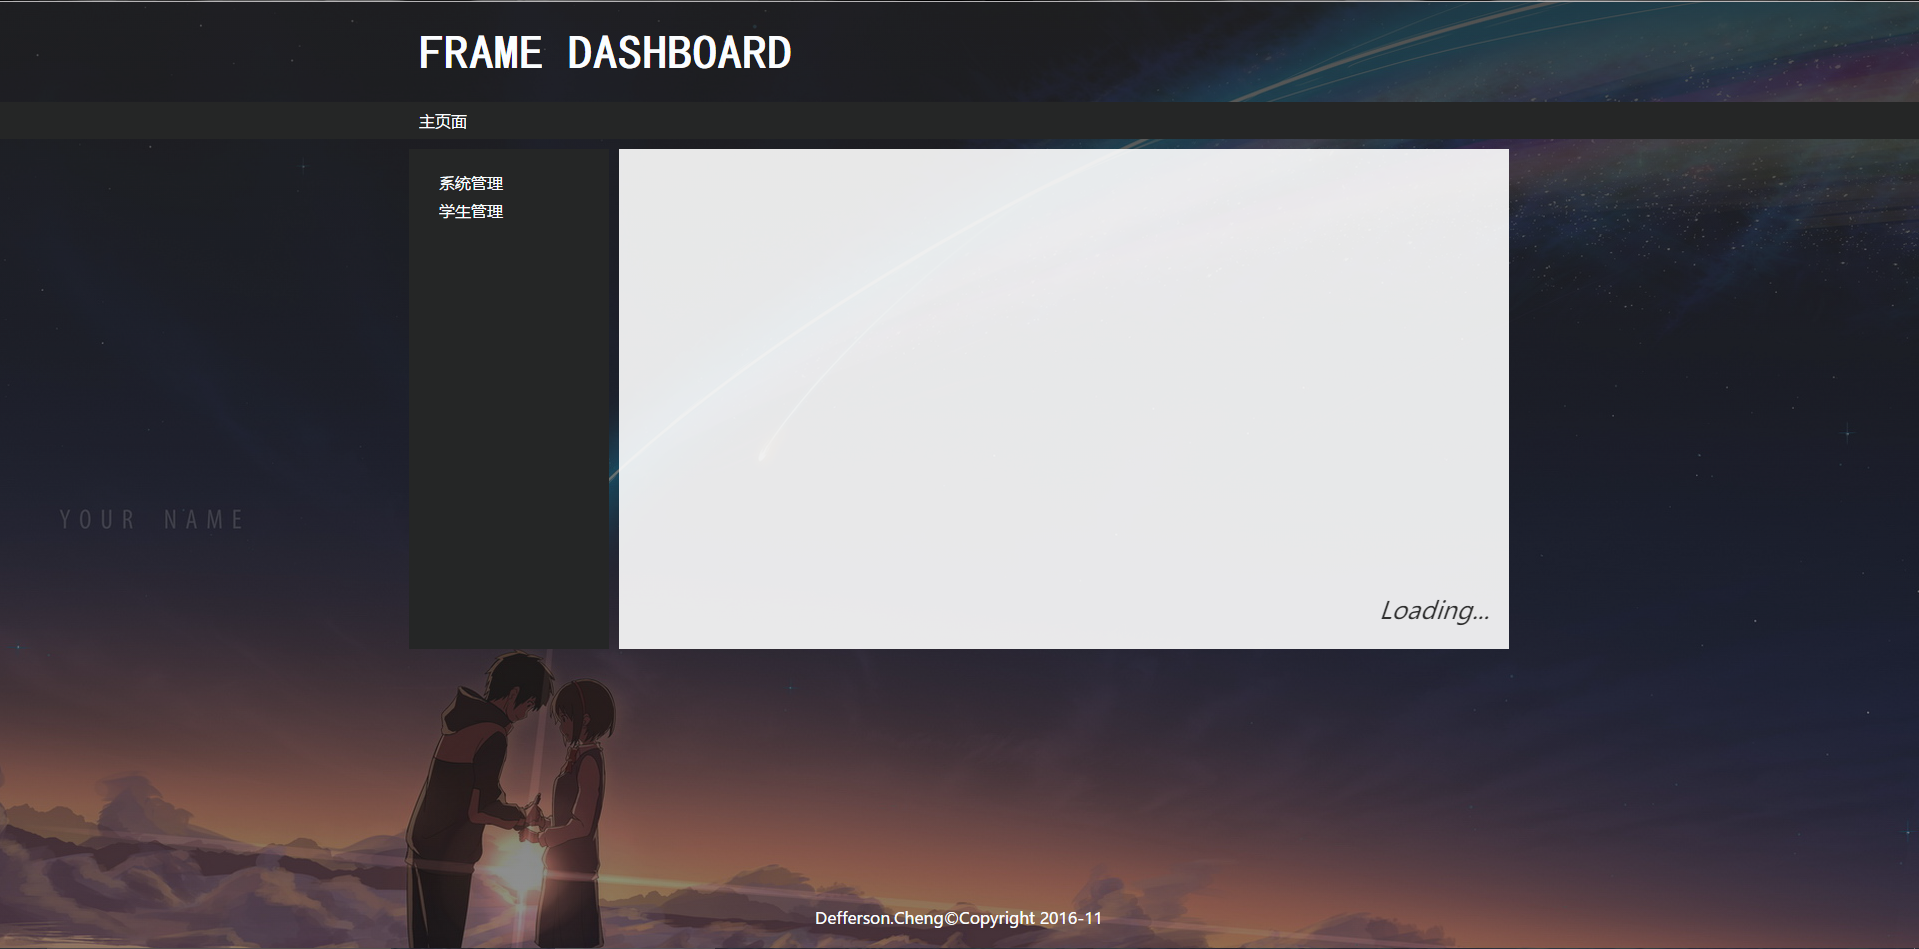 FRAME DASHBOARD
主页面
系統管理
学生管理
YOUR NAME
Loading...
Defferson.Cheng©Copyright 2016-11